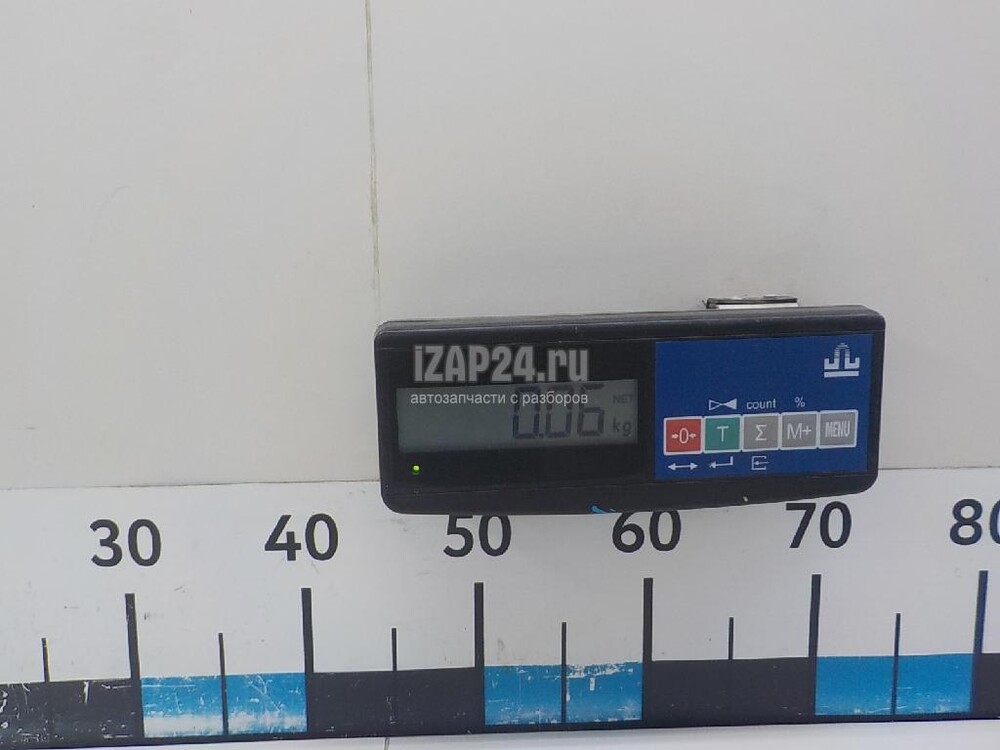 iZAP24.ru
автозапчасти с разборов
0.06
NET
kg
count %
→0← T Σ M+ MENU
30 40 50 60 70 80